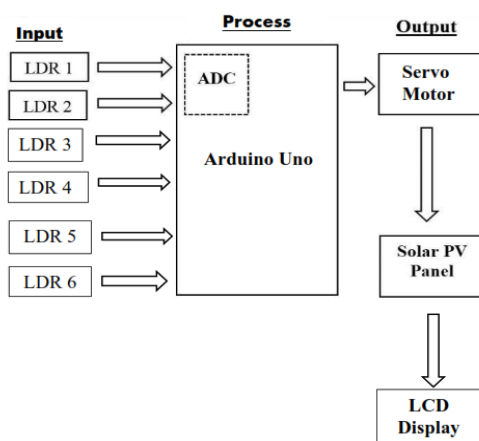 Input
Process
Output
LDR 1
LDR 2
LDR 3
LDR 4
LDR 5
LDR 6
ADC
Arduino Uno
Servo
Motor
Solar PV
Panel
LCD
Display